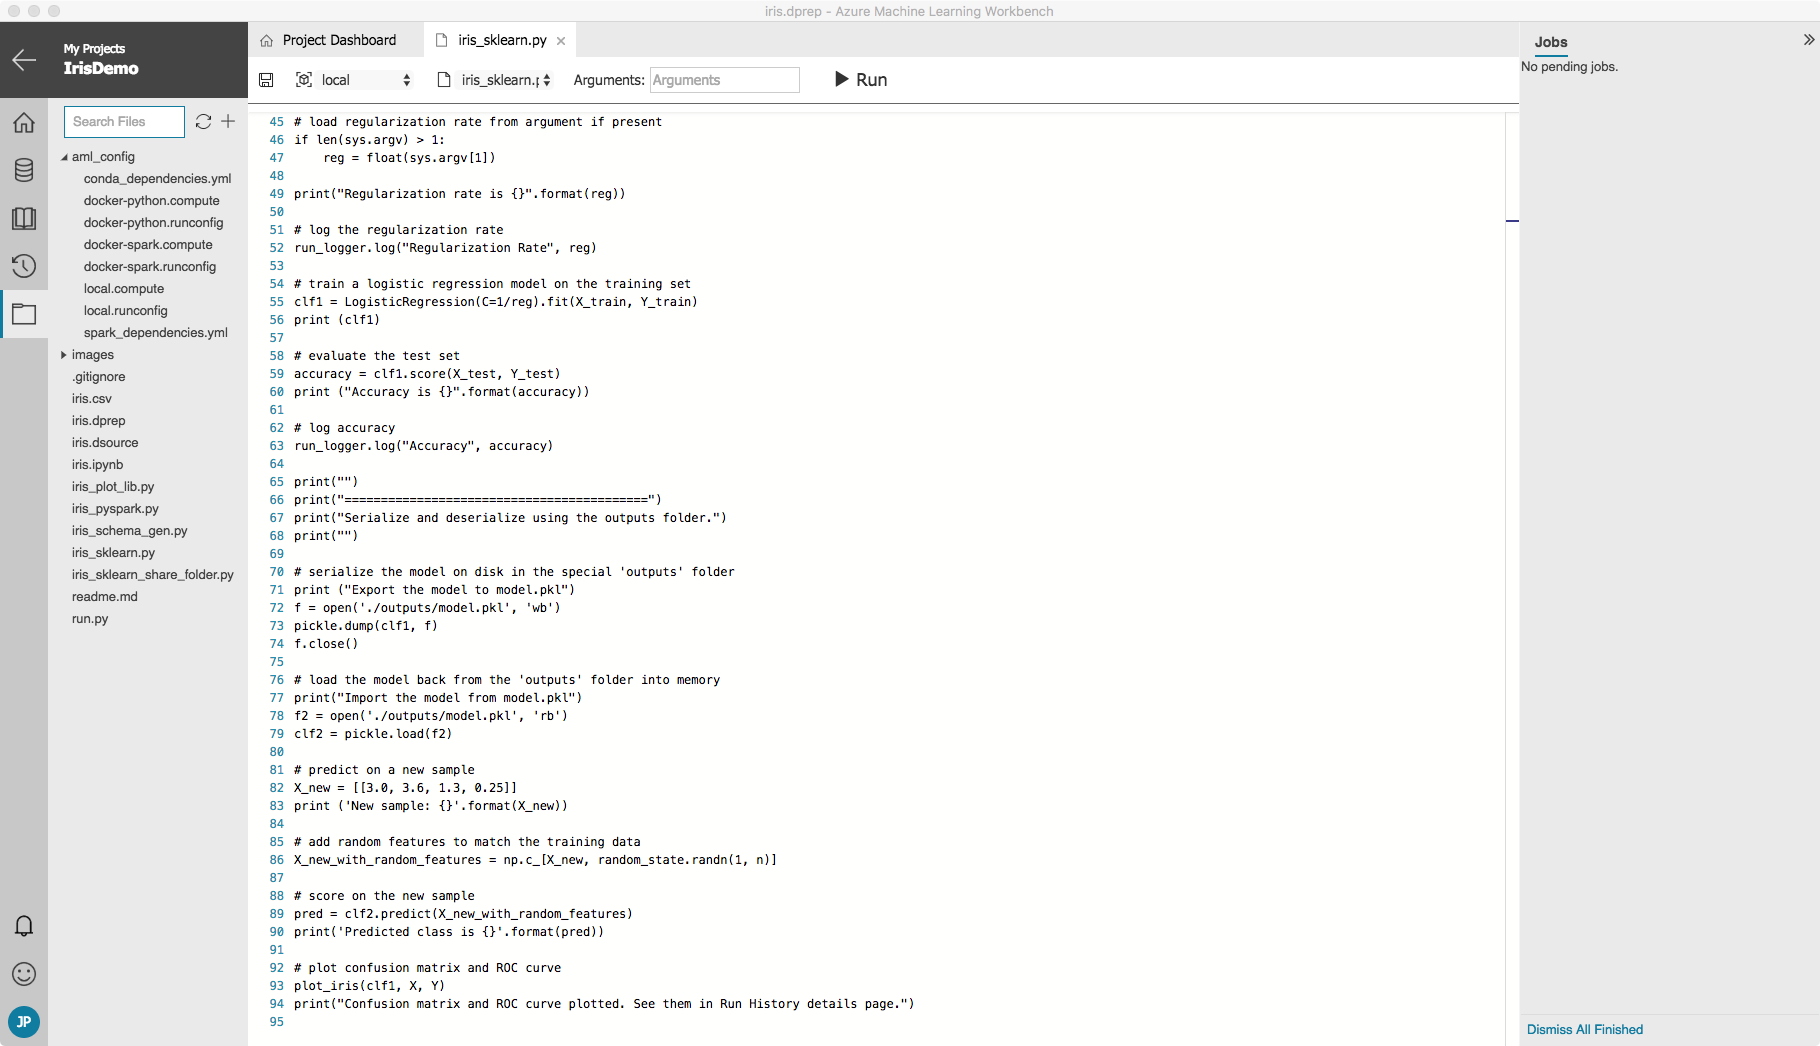 iris.dprep - Azure Machine Learning Workbench
My Projects
IrisDemo
Project Dashboard
iris_sklearn.py
local
iris_sklearn.p
Arguments:
Arguments
Run
Jobs
No pending jobs.
Search Files
aml_config
conda_dependencies.yml
docker-python.compute
docker-python.runconfig
docker-spark.compute
docker-spark.runconfig
local.compute
local.runconfig
spark_dependencies.yml
images
.gitignore
iris.csv
iris.dprep
iris.dsource
iris.ipynb
iris_plot_lib.py
iris_pyspark.py
iris_schema_gen.py
iris_sklearn.py
iris_sklearn_share_folder.py
readme.md
run.py
JP
45 # load regularization rate from argument if present
46 if len(sys.argv) > 1:
47     reg = float(sys.argv[1])
48
49 print("Regularization rate is {}".format(reg))
50
51 # log the regularization rate
52 run_logger.log("Regularization Rate", reg)
53
54 # train a logistic regression model on the training set
55 clf1 = LogisticRegression(C=1/reg).fit(X_train, Y_train)
56 print (clf1)
57
58 # evaluate the test set
59 accuracy = clf1.score(X_test, Y_test)
60 print ("Accuracy is {}".format(accuracy))
61
62 # log accuracy
63 run_logger.log("Accuracy", accuracy)
64
65 print("")
66 print("==========================================")
67 print("Serialize and deserialize using the outputs folder.")
68 print("")
69
70 # serialize the model on disk in the special 'outputs' folder
71 print ("Export the model to model.pkl")
72 f = open('./outputs/model.pkl', 'wb')
73 pickle.dump(clf1, f)
74 f.close()
75
76 # load the model back from the 'outputs' folder into memory
77 print("Import the model from model.pkl")
78 f2 = open('./outputs/model.pkl', 'rb')
79 clf2 = pickle.load(f2)
80
81 # predict on a new sample
82 X_new = [[3.0, 3.6, 1.3, 0.25]]
83 print ('New sample: {}'.format(X_new))
84
85 # add random features to match the training data
86 X_new_with_random_features = np.c_[X_new, random_state.randn(1, n)]
87
88 # score on the new sample
89 pred = clf2.predict(X_new_with_random_features)
90 print('Predicted class is {}'.format(pred))
91
92 # plot confusion matrix and ROC curve
93 plot_iris(clf1, X, Y)
94 print("Confusion matrix and ROC curve plotted. See them in Run History details page.")
95
Dismiss All Finished